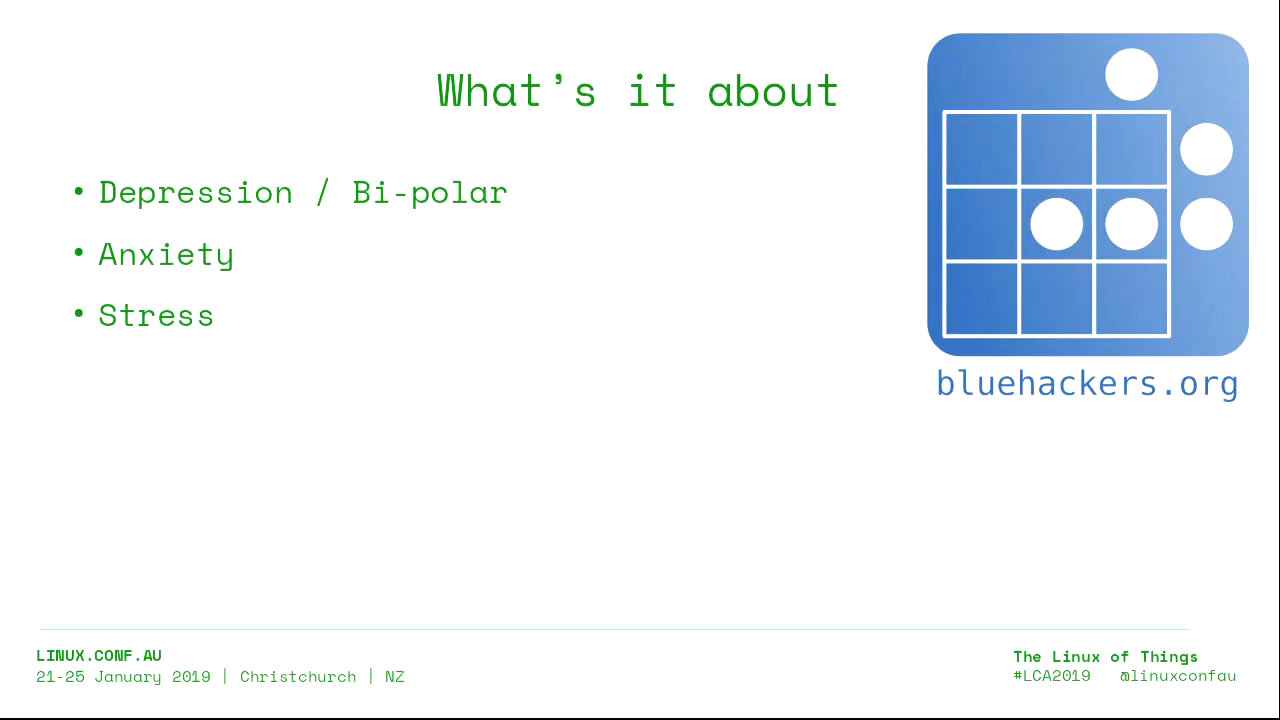 What's it about
• Depression / Bi-polar
• Anxiety
• Stress
bluehackers.org
LINUX.CONF.AU
21-25 January 2019 | Christchurch | NZ
The Linux of Things
#LCA2019 @linuxconfau